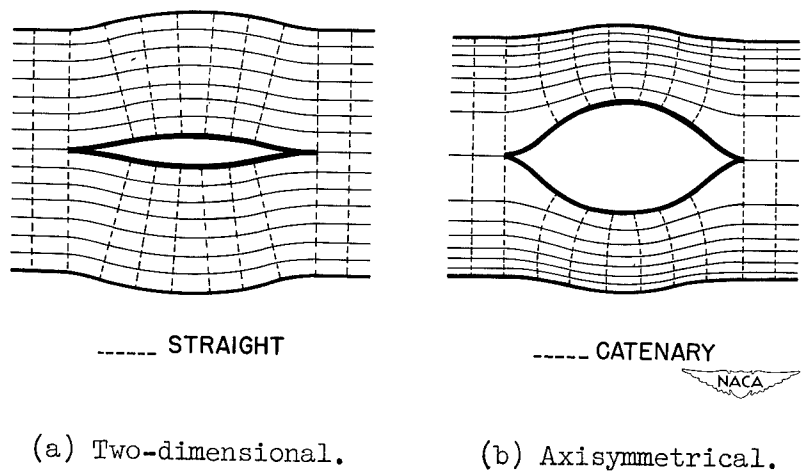 ------ STRAIGHT
----- CATENARY
NACA
(a) Two-dimensional.
(b) Axisymmetrical.